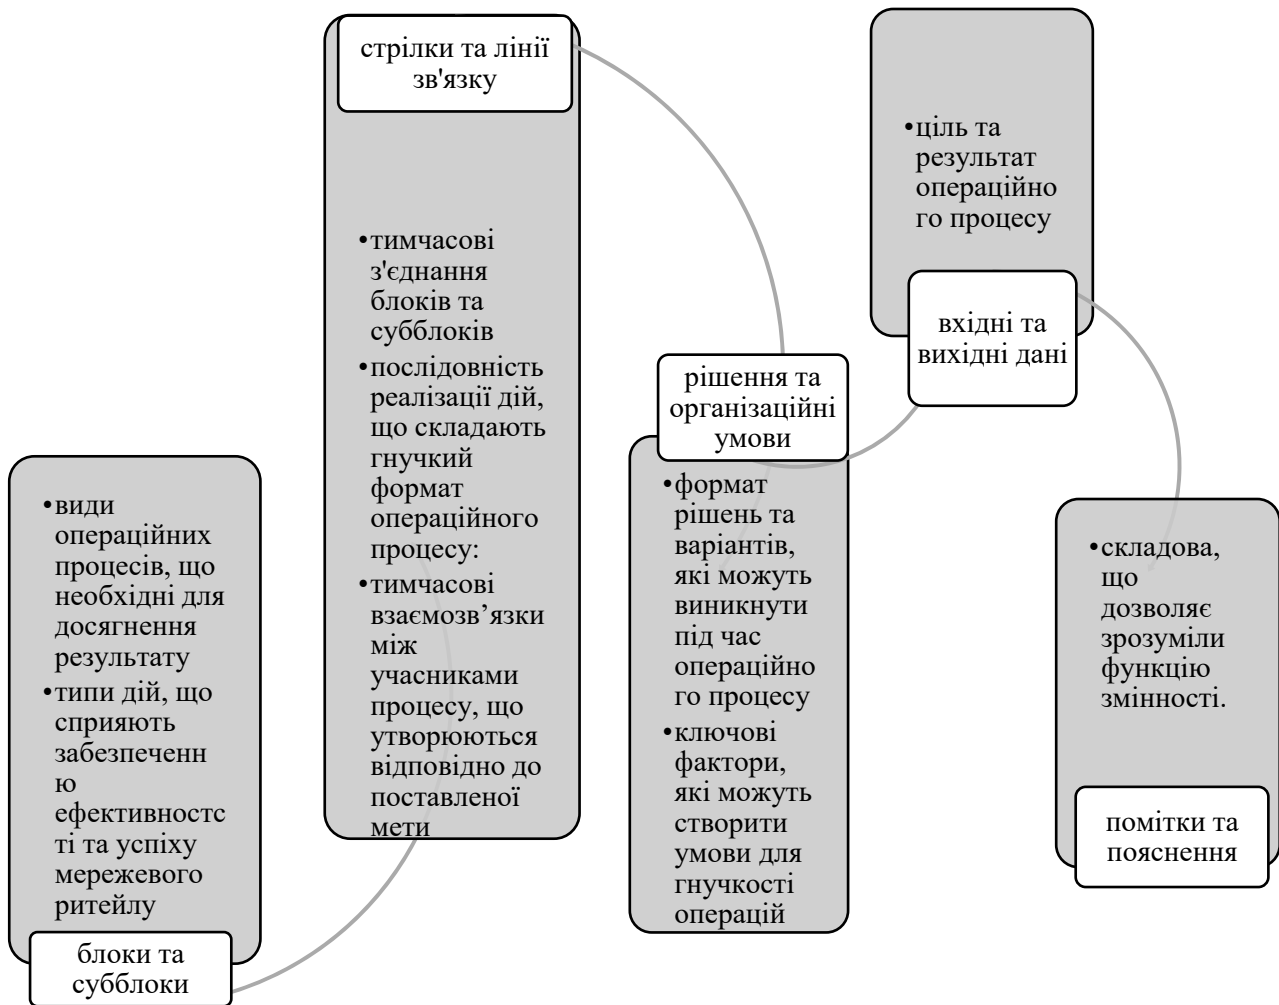 •види
операційних
процесів, що
необхідні для
досягнення
результату
•типи дій, що
сприяють
забезпеченн
ю
ефективностс
ті та успіху
мережевого
ритейлу
блоки та
субблоки
стрілки та лінії
зв'язку
•тимчасові
з'єднання
блоків та
субблоків
•послідовність
реалізації дій,
що складають
гнучкий
формат
операційного
процесу:
•тимчасові
взаємозв’язки
між
учасниками
процесу, що
утворюються
відповідно до
поставленої
мети
рішення та
організаційні
умови
•формат
рішень та
варіантів,
які можуть
виникнути
під час
операційно
го процесу
•ключові
фактори,
які можуть
створити
умови для
гнучкості
операцій
•ціль та
результат
операційно
го процесу
вхідні та
вихідні дані
•складова,
що
дозволяє
зрозуміли
функцію
змінності.
помітки та
пояснення